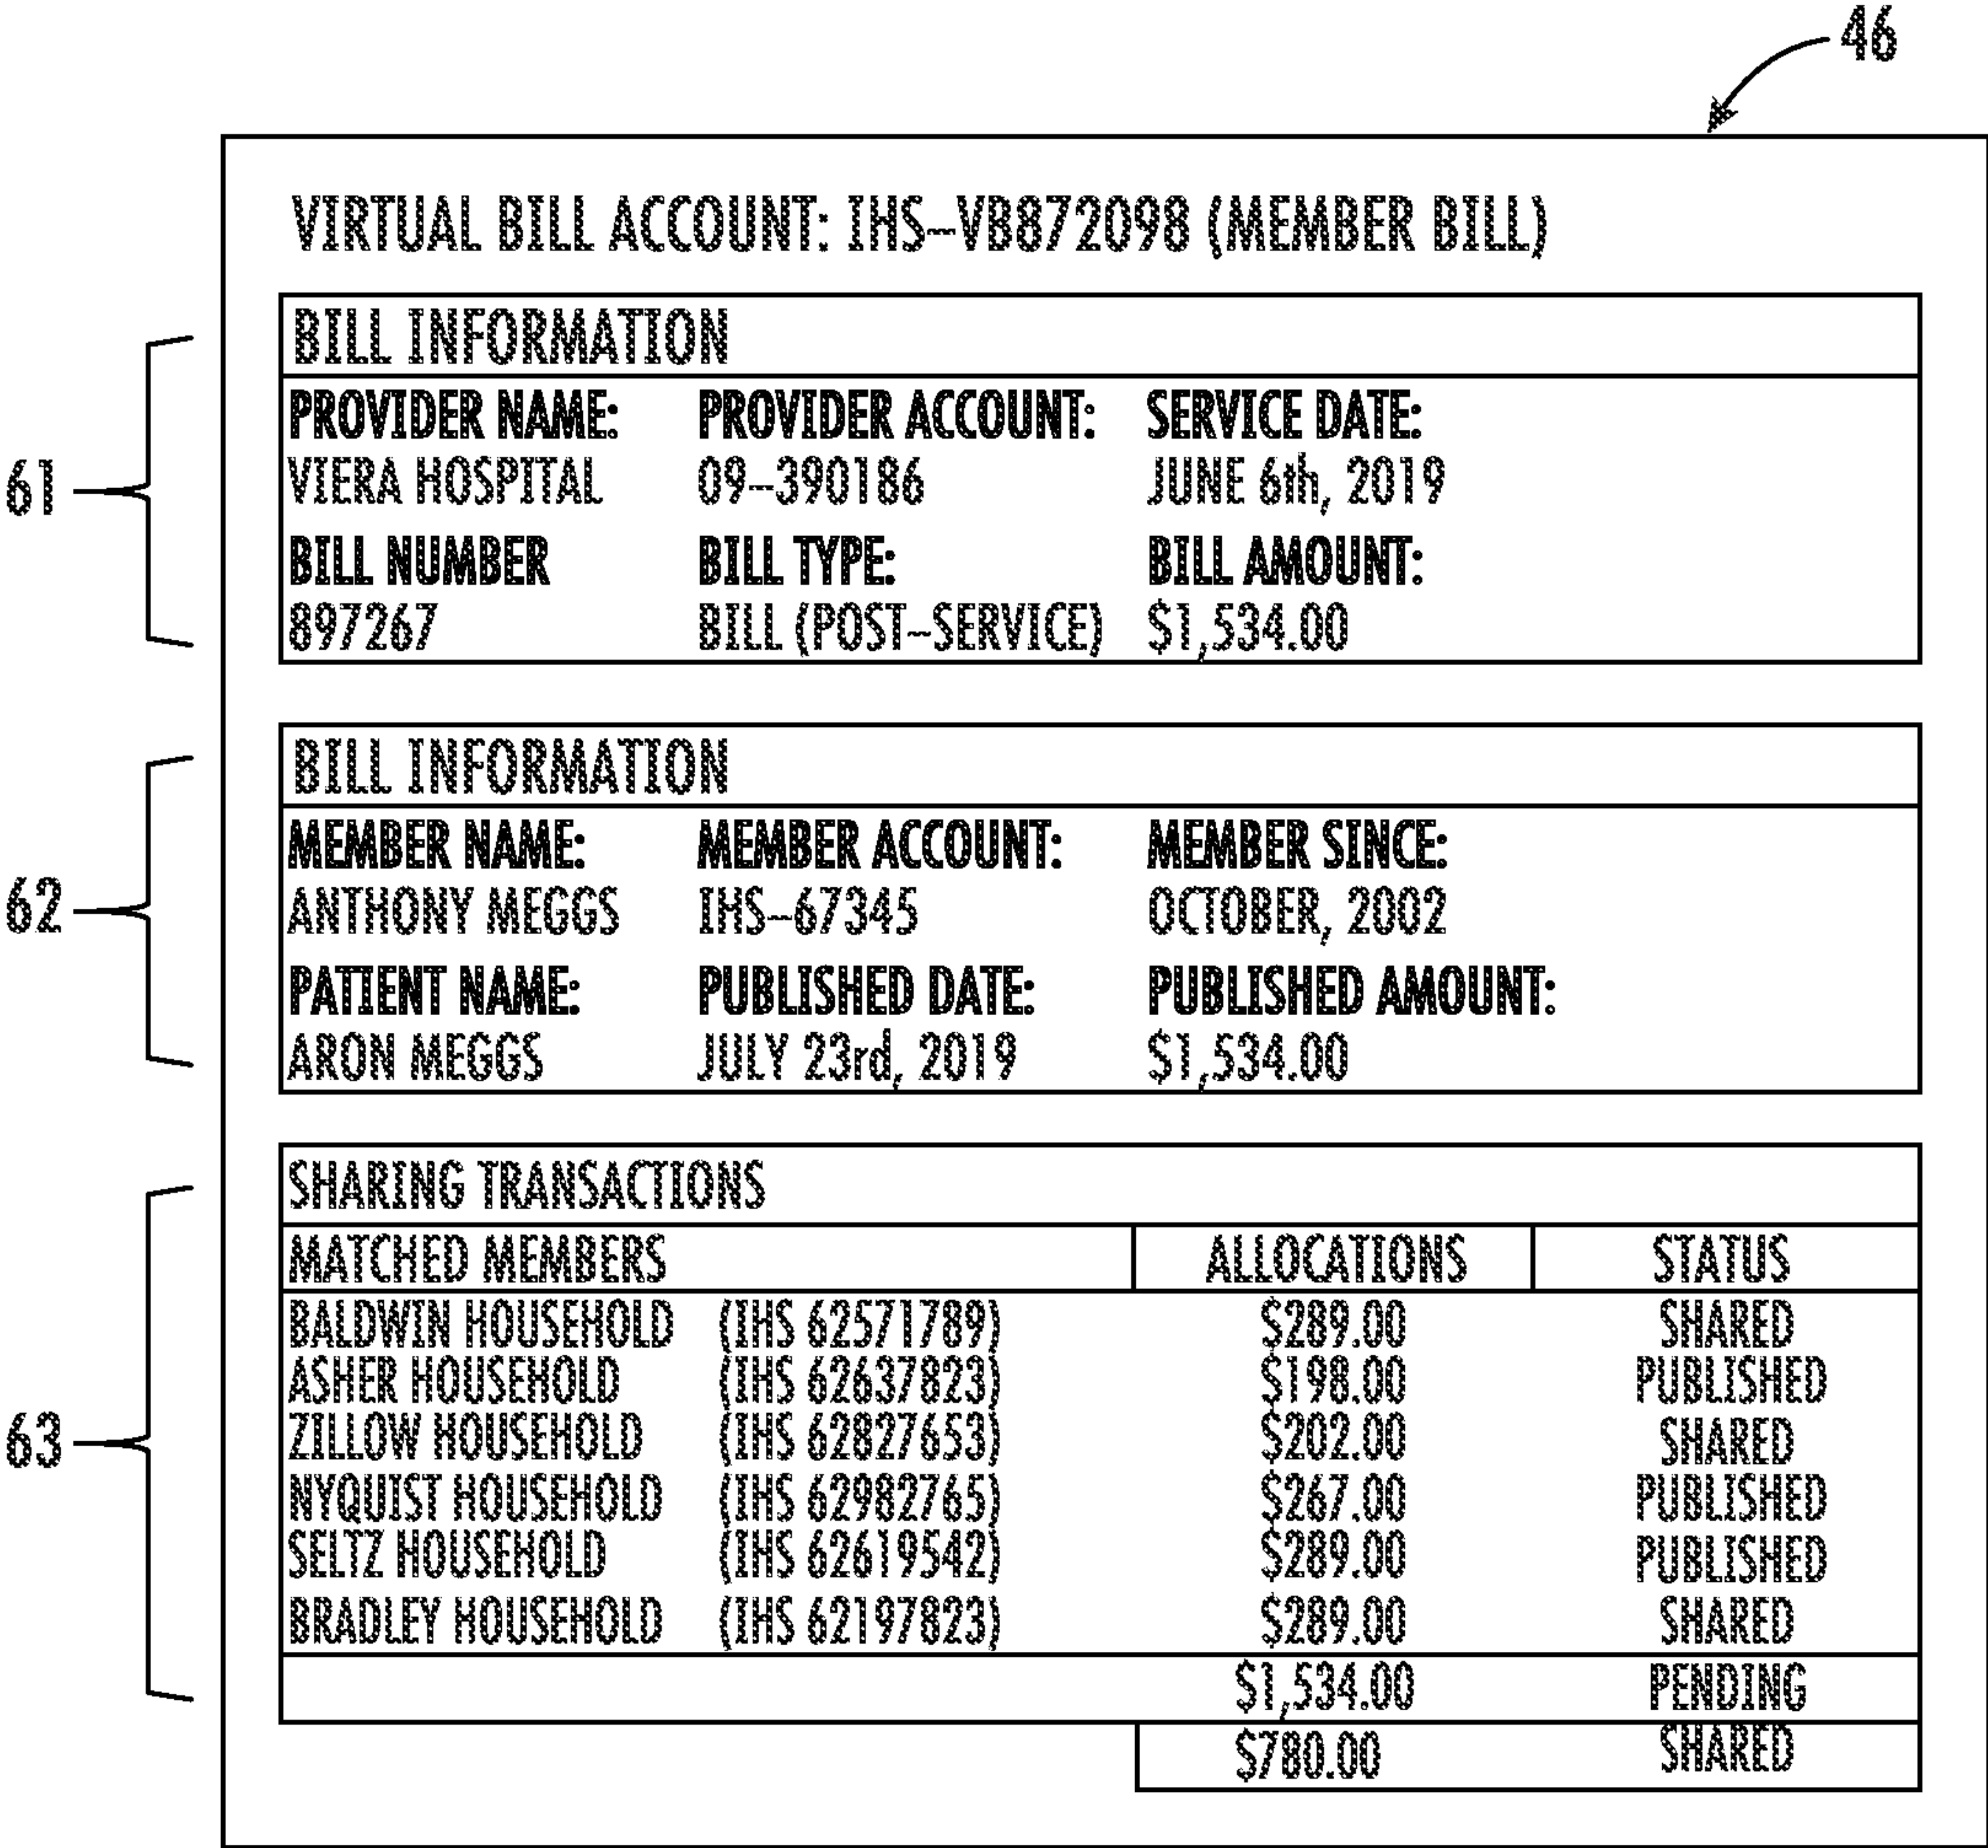 46
VIRTUAL BILL ACCOUNT: IHS--VB872098 (MEMBER BILL)
61
BILL INFORMATION
PROVIDER NAME: PROVIDER ACCOUNT: SERVICE DATE:
VIERA HOSPITAL 09--390186 JUNE 6th, 2019
BILL NUMBER BILL TYPE: BILL AMOUNT:
897267 BILL (POST-SERVICE) $1,534.00
62
BILL INFORMATION
MEMBER NAME: MEMBER ACCOUNT: MEMBER SINCE:
ANTHONY MEGGS IHS--67345 OCTOBER, 2002
PATIENT NAME: PUBLISHED DATE: PUBLISHED AMOUNT:
ARON MEGGS JULY 23rd, 2019 $1,534.00
63
SHARING TRANSACTIONS
MATCHED MEMBERS ALLOCATIONS STATUS
BALDWIN HOUSEHOLD (IHS 62571789) $289.00 SHARED
ASHER HOUSEHOLD (IHS 62637823) $198.00 PUBLISHED
ZILLOW HOUSEHOLD (IHS 62827653) $202.00 SHARED
NYQUIST HOUSEHOLD (IHS 62982765) $267.00 PUBLISHED
SELTZ HOUSEHOLD (IHS 62619542) $289.00 PUBLISHED
BRADLEY HOUSEHOLD (IHS 62197823) $289.00 SHARED
$1,534.00 PENDING
$780.00 SHARED